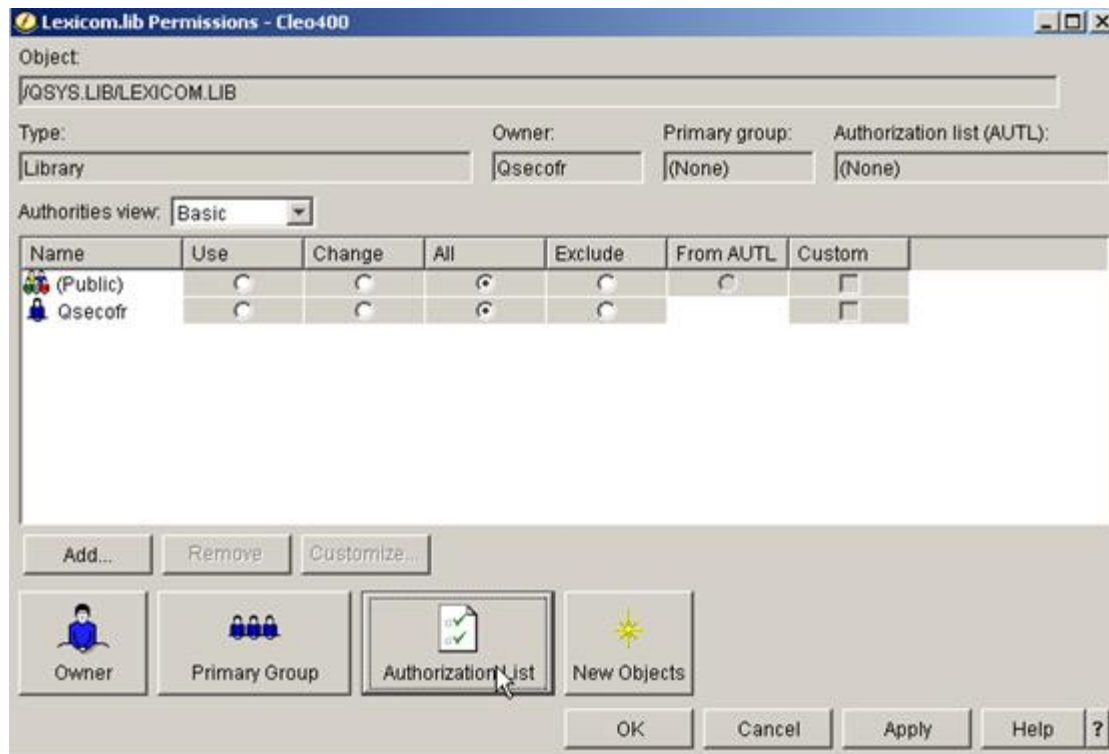 Lexicom.lib Permissions - Cleo400
Object:
/QSYS.LIB/LEXICOM.LIB
Type: Owner: Primary group: Authorization list (AUTL):
Library Qsecofr (None) (None)
Authorities view: Basic
Name Use Change All Exclude From AUTL Custom
(Public)
Qsecofr
Add... Remove Customize...
Owner Primary Group Authorization List New Objects
OK Cancel Apply Help ?